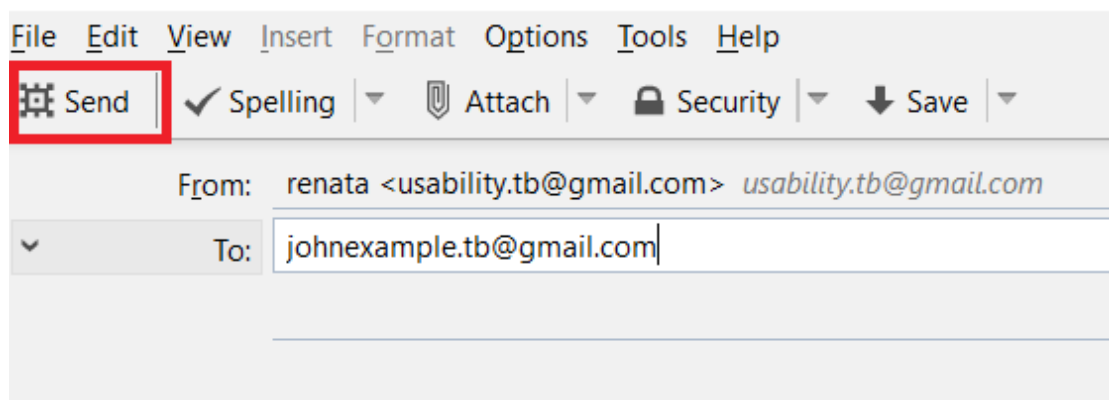 File Edit View Insert Format Options Tools Help
Send Spelling Attach Security Save
From: renata <usability.tb@gmail.com> usability.tb@gmail.com
To: johnexample.tb@gmail.com